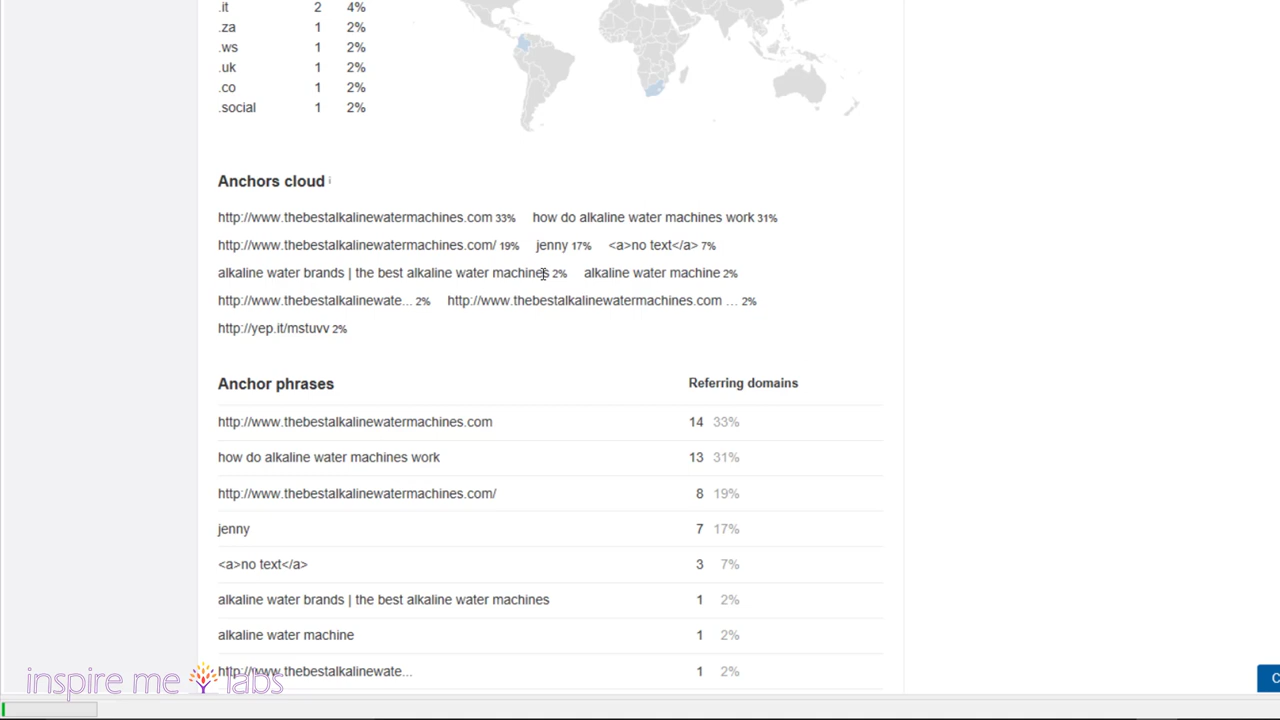 .it 2 4%
.za 1 2%
.ws 1 2%
.uk 1 2%
.co 1 2%
.social 1 2%
Anchors cloud i
http://www.thebestalkalinewatermachines.com 33% how do alkaline water machines work 31%
http://www.thebestalkalinewatermachines.com/ 19% jenny 17% <a>no text</a> 7%
alkaline water brands | the best alkaline water machines 2% alkaline water machine 2%
http://www.thebestalkalinewate... 2% http://www.thebestalkalinewatermachines.com ... 2%
http://yep.it/mstuvv 2%
Anchor phrases Referring domains
http://www.thebestalkalinewatermachines.com 14 33%
how do alkaline water machines work 13 31%
http://www.thebestalkalinewatermachines.com/ 8 19%
jenny 7 17%
<a>no text</a> 3 7%
alkaline water brands | the best alkaline water machines 1 2%
alkaline water machine 1 2%
http://www.thebestalkalinewate... 1 2%
inspire me labs
C